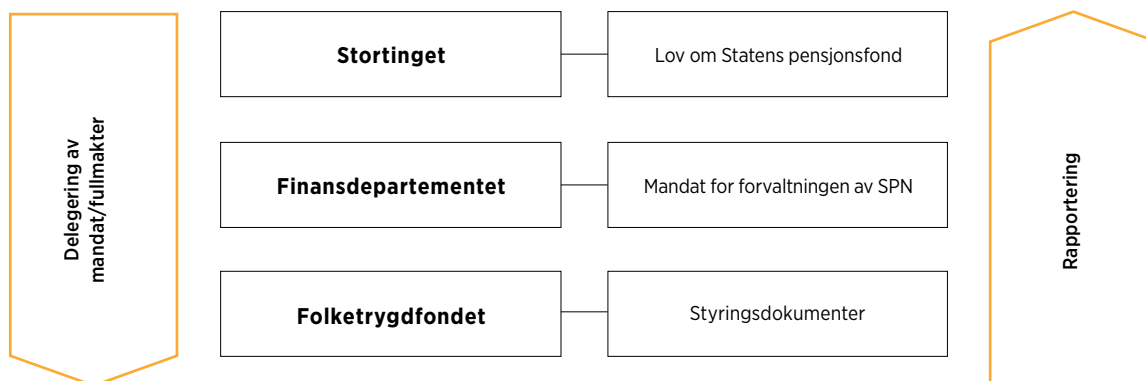 Delegering av
mandat/fullmakter
Stortinget
Lov om Statens pensjonsfond
Finansdepartementet
Mandat for forvaltningen av SPN
Folketrygdfondet
Styringsdokumenter
Rapportering